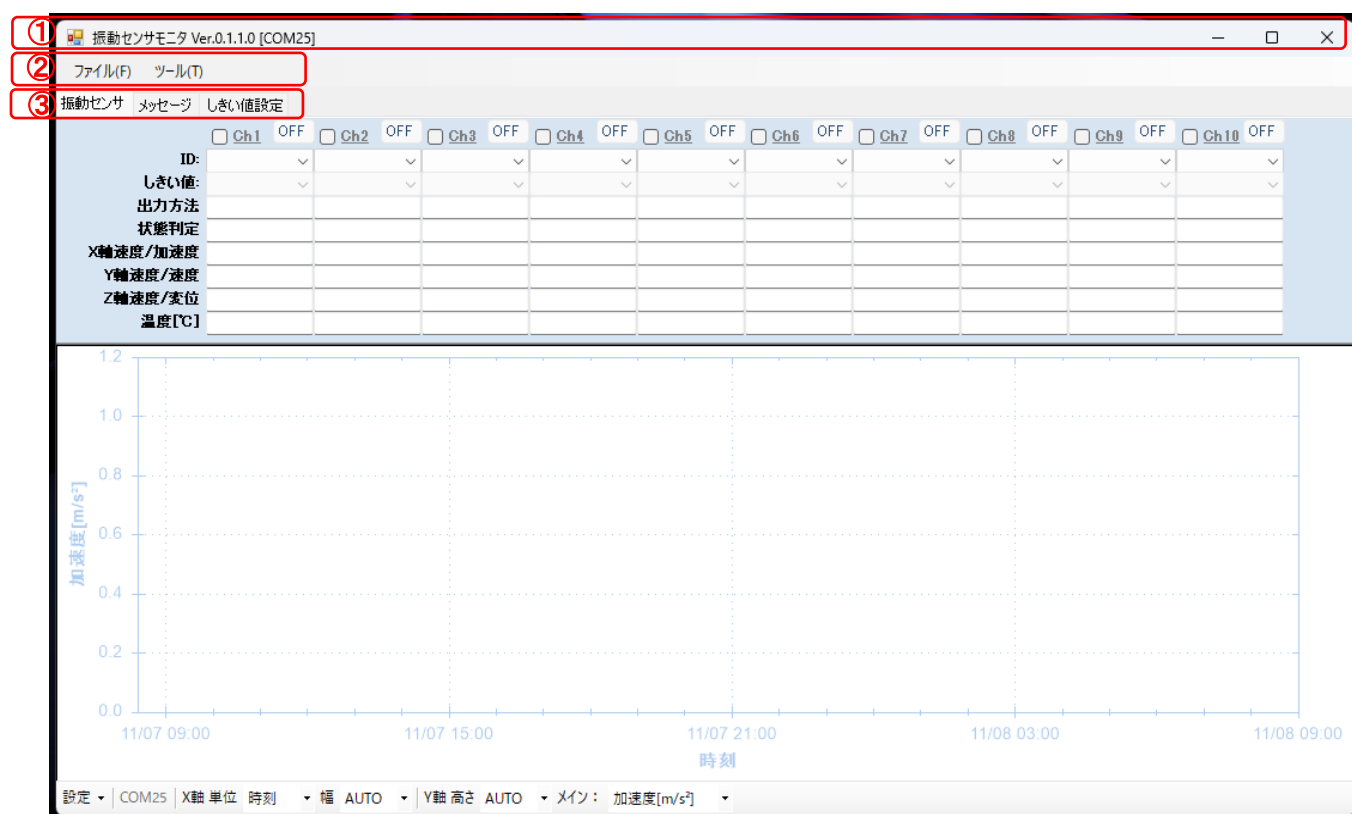 ① 振動センサモニタ Ver.0.1.1.0 [COM25]
② ファイル(F) ツール(T)
③ 振動センサ メッセージ しきい値設定
Ch1 OFF Ch2 OFF Ch3 OFF Ch4 OFF Ch5 OFF Ch6 OFF Ch7 OFF Ch8 OFF Ch9 OFF Ch10 OFF
ID:
しきい値:
出力方法
状態判定
X軸速度/加速度
Y軸速度/速度
Z軸速度/変位
温度[℃]
1.2
1.0
0.8
0.6
0.4
0.2
0.0
加速度[m/s²]
11/07 09:00 11/07 15:00 11/07 21:00 11/08 03:00 11/08 09:00
時刻
設定 COM25 X軸 単位 時刻 幅 AUTO Y軸 高さ AUTO メイン： 加速度[m/s²]